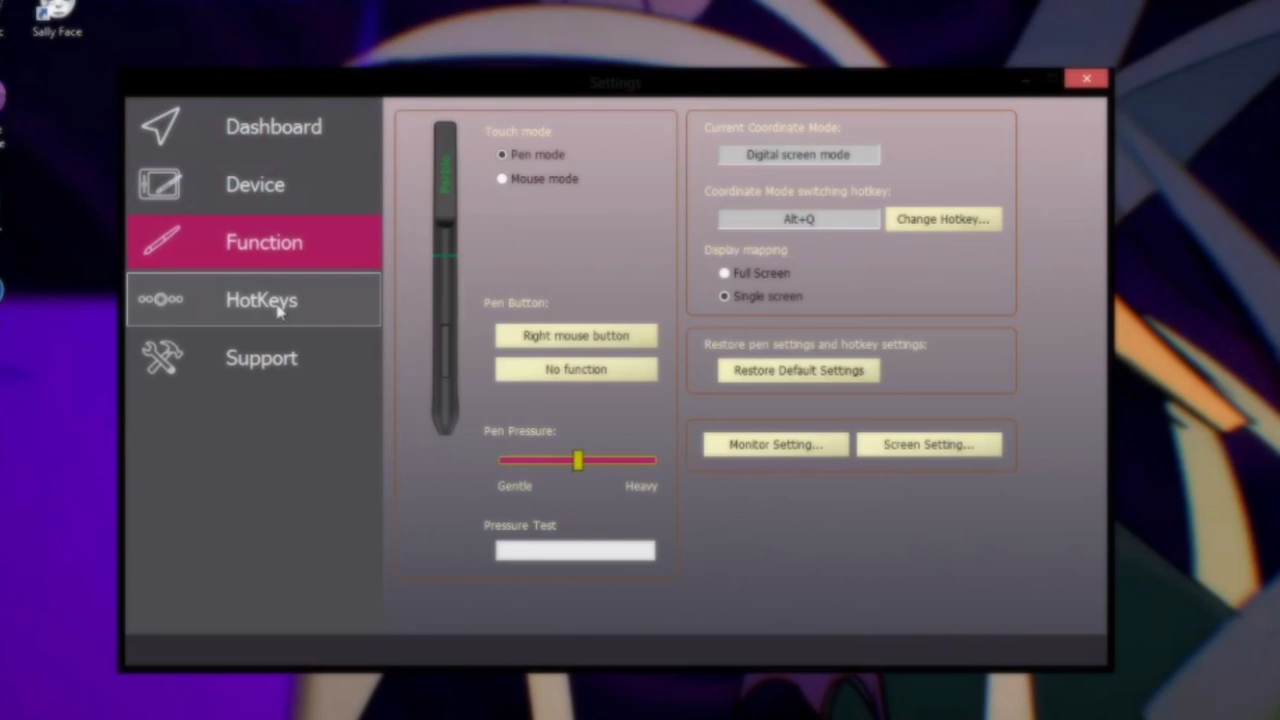 Sally Face
Settings
Dashboard
Device
Function
HotKeys
Support
Touch mode
Pen mode
Mouse mode
Pen Button:
Right mouse button
No function
Pen Pressure:
Gentle
Heavy
Pressure Test
Current Coordinate Mode:
Digital screen mode
Coordinate Mode switching hotkey:
Alt+Q
Change Hotkey...
Display mapping
Full Screen
Single screen
Restore pen settings and hotkey settings:
Restore Default Settings
Monitor Setting...
Screen Setting...